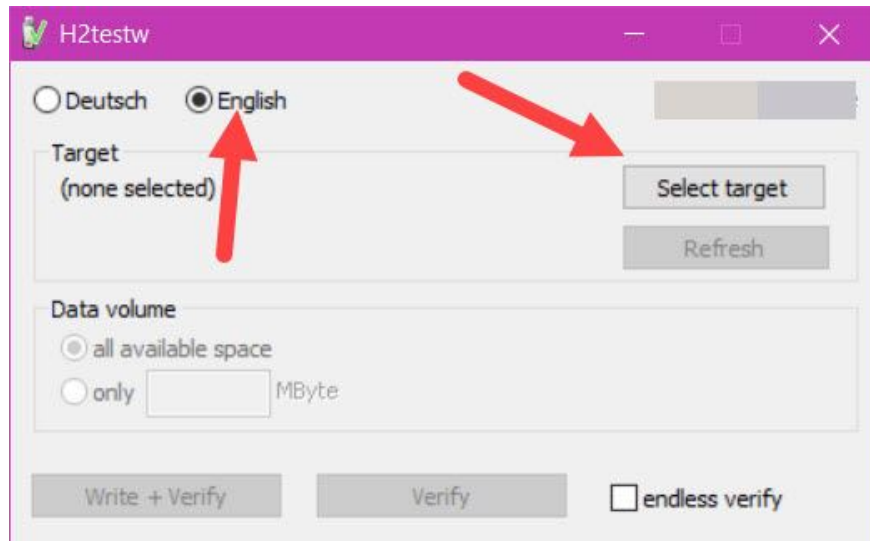 H2testw
Deutsch English
Target
(none selected)
Select target
Refresh
Data volume
all available space
only MByte
Write + Verify Verify endless verify